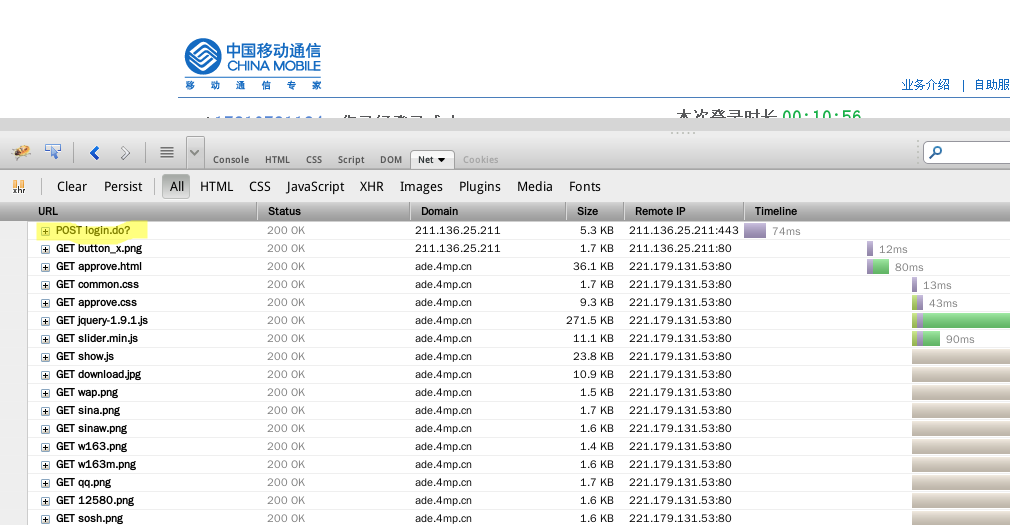 中国移动通信
CHINA MOBILE
移 动 通 信 专 家
业务介绍 | 自助服
本次登录时长 00:10:56
Console HTML CSS Script DOM Net Cookies
xhr Clear Persist All HTML CSS JavaScript XHR Images Plugins Media Fonts
URL Status Domain Size Remote IP Timeline
POST login.do? 200 OK 211.136.25.211 5.3 KB 211.136.25.211:443 74ms
GET button_x.png 200 OK 211.136.25.211 1.7 KB 211.136.25.211:80 12ms
GET approve.html 200 OK ade.4mp.cn 36.1 KB 221.179.131.53:80 80ms
GET common.css 200 OK ade.4mp.cn 1.7 KB 221.179.131.53:80 13ms
GET approve.css 200 OK ade.4mp.cn 9.3 KB 221.179.131.53:80 43ms
GET jquery-1.9.1.js 200 OK ade.4mp.cn 271.5 KB 221.179.131.53:80
GET slider.min.js 200 OK ade.4mp.cn 11.1 KB 221.179.131.53:80 90ms
GET show.js 200 OK ade.4mp.cn 23.8 KB 221.179.131.53:80
GET download.jpg 200 OK ade.4mp.cn 10.9 KB 221.179.131.53:80
GET wap.png 200 OK ade.4mp.cn 1.5 KB 221.179.131.53:80
GET sina.png 200 OK ade.4mp.cn 1.7 KB 221.179.131.53:80
GET sinaw.png 200 OK ade.4mp.cn 1.6 KB 221.179.131.53:80
GET w163.png 200 OK ade.4mp.cn 1.4 KB 221.179.131.53:80
GET w163m.png 200 OK ade.4mp.cn 1.6 KB 221.179.131.53:80
GET qq.png 200 OK ade.4mp.cn 1.7 KB 221.179.131.53:80
GET 12580.png 200 OK ade.4mp.cn 1.6 KB 221.179.131.53:80
GET sosh.png 200 OK ade.4mp.cn 1.6 KB 221.179.131.53:80